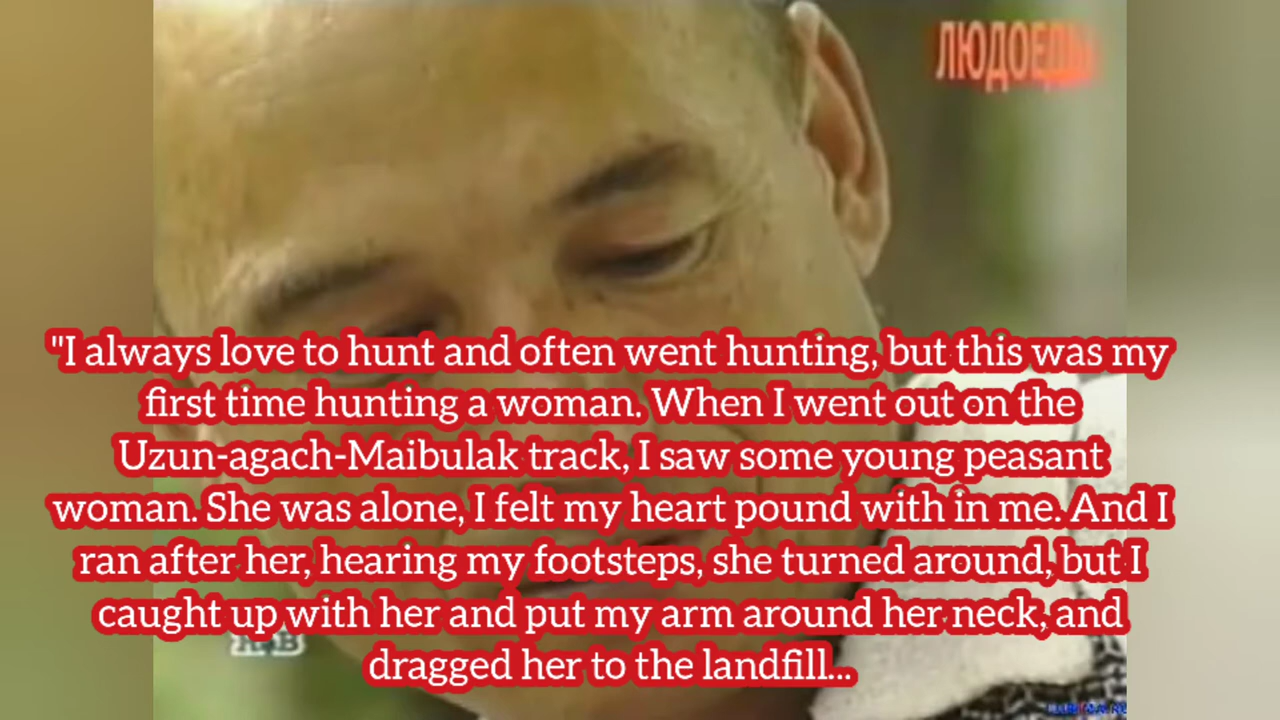 ЛЮДОЕДЫ
"I always love to hunt and often went hunting, but this was my
first time hunting a woman. When I went out on the
Uzun-agach-Maibulak track, I saw some young peasant
woman. She was alone, I felt my heart pound with in me. And I
ran after her, hearing my footsteps, she turned around, but I
caught up with her and put my arm around her neck, and
dragged her to the landfill...